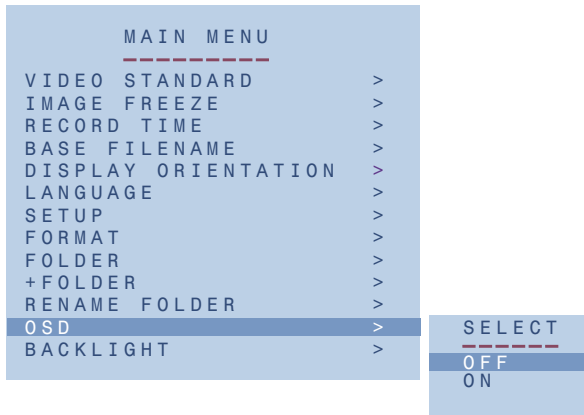 MAIN MENU
VIDEO STANDARD >
IMAGE FREEZE >
RECORD TIME >
BASE FILENAME >
DISPLAY ORIENTATION >
LANGUAGE >
SETUP >
FORMAT >
FOLDER >
+FOLDER >
RENAME FOLDER >
OSD >
BACKLIGHT >
SELECT
OFF
ON